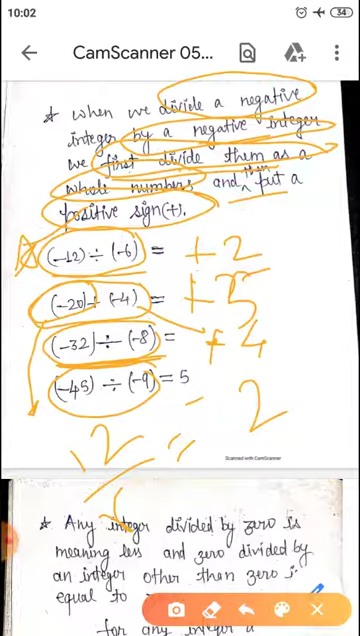 10:02
34
CamScanner 05...
* When we divide a negative
integer by a negative integer
we first divide them as a
whole numbers and then put a
positive sign (+).
(-12) ÷ (-6) = +2
(-20) ÷ (-4) = +5
(-32) ÷ (-8) = +4
(-45) ÷ (-9) = 5
12 = 2
Scanned with CamScanner
* Any integer divided by zero is
meaning less and zero divided by
an integer other than zero i
equal to
for any integer a